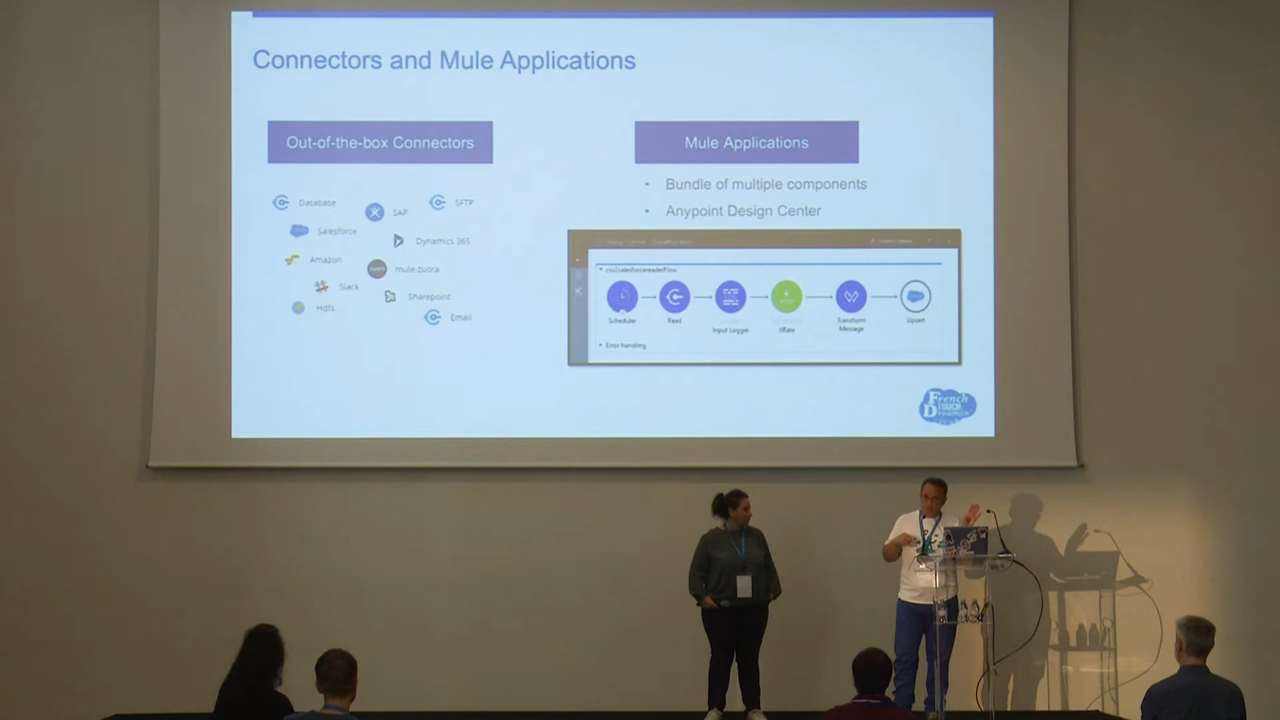 Connectors and Mule Applications
Out-of-the-box Connectors
Database
SAP
SFTP
Salesforce
Dynamics 365
Amazon
mule-zuora
Slack
Sharepoint
Hdfs
Email
Mule Applications
• Bundle of multiple components
• Anypoint Design Center
Scheduler
Read
Input Logger
XRate
Transform
Message
Upsert
Error handling
French
TOUCH
Dreamin